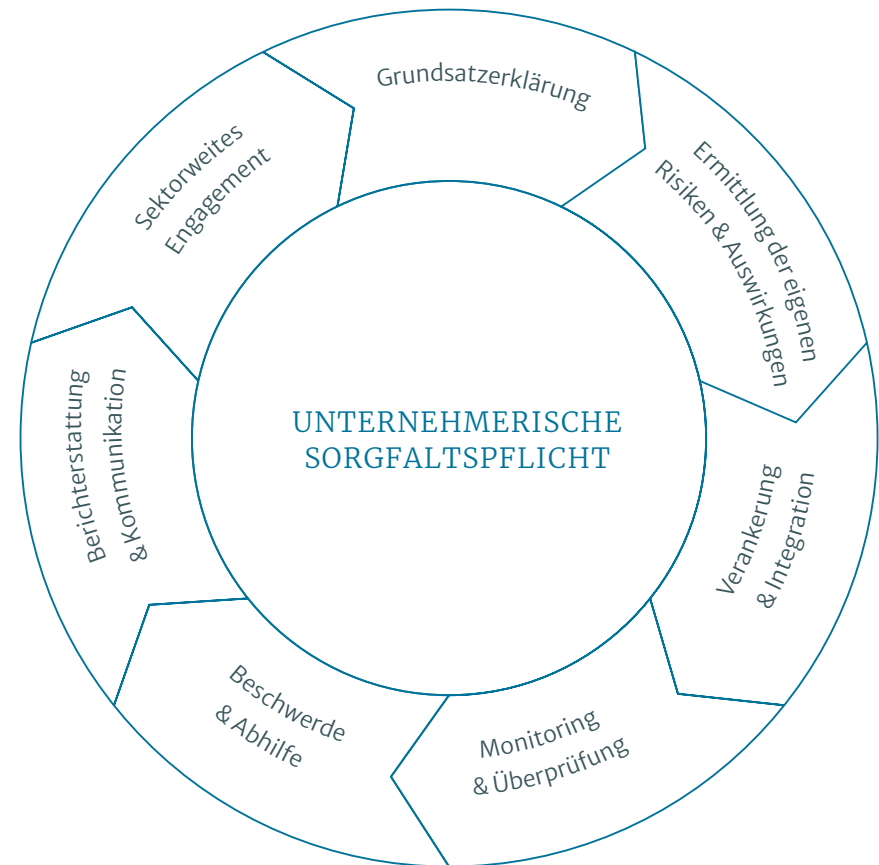 Grundsatzerklärung
Ermittlung der eigenen
Risiken & Auswirkungen
Verankerung
& Integration
Monitoring
& Überprüfung
Beschwerde
& Abhilfe
Berichterstattung
& Kommunikation
Sektorweites
Engagement
UNTERNEHMERISCHE
SORGFALTSPFLICHT